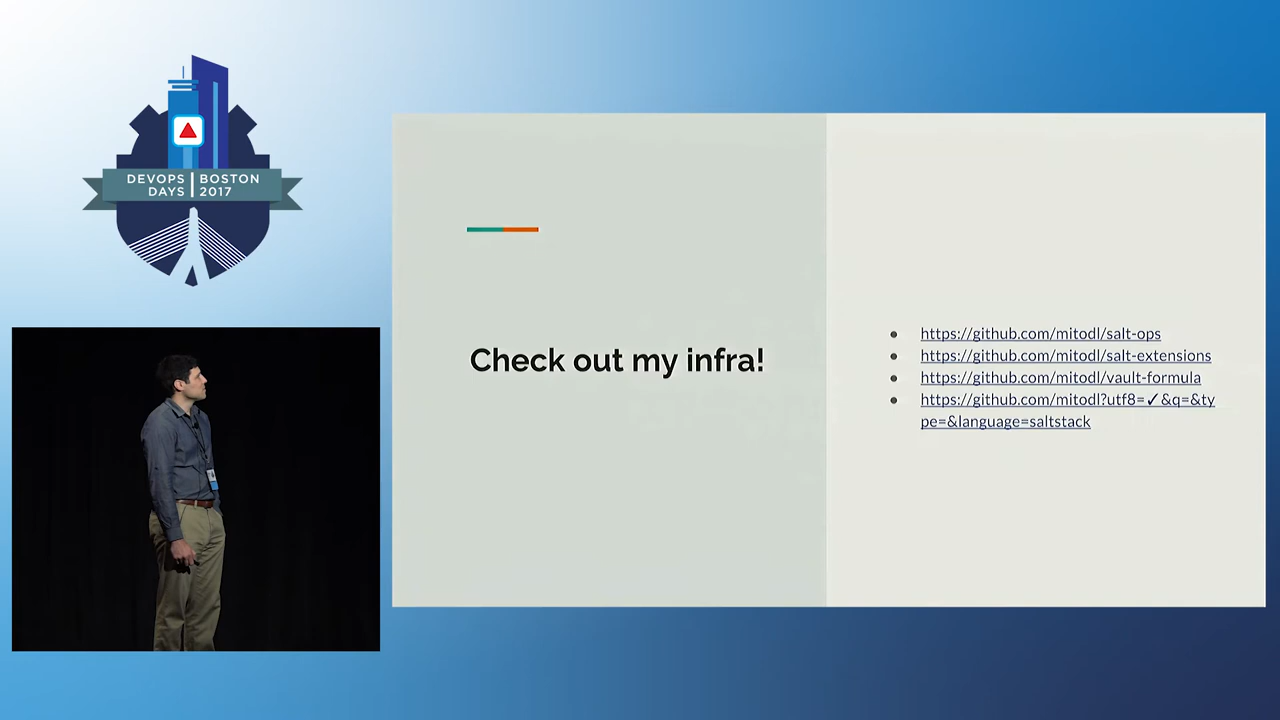 DEVOPS BOSTON
DAYS 2017
Check out my infra!
● https://github.com/mitodl/salt-ops
● https://github.com/mitodl/salt-extensions
● https://github.com/mitodl/vault-formula
● https://github.com/mitodl?utf8=✓&q=&ty
pe=&language=saltstack